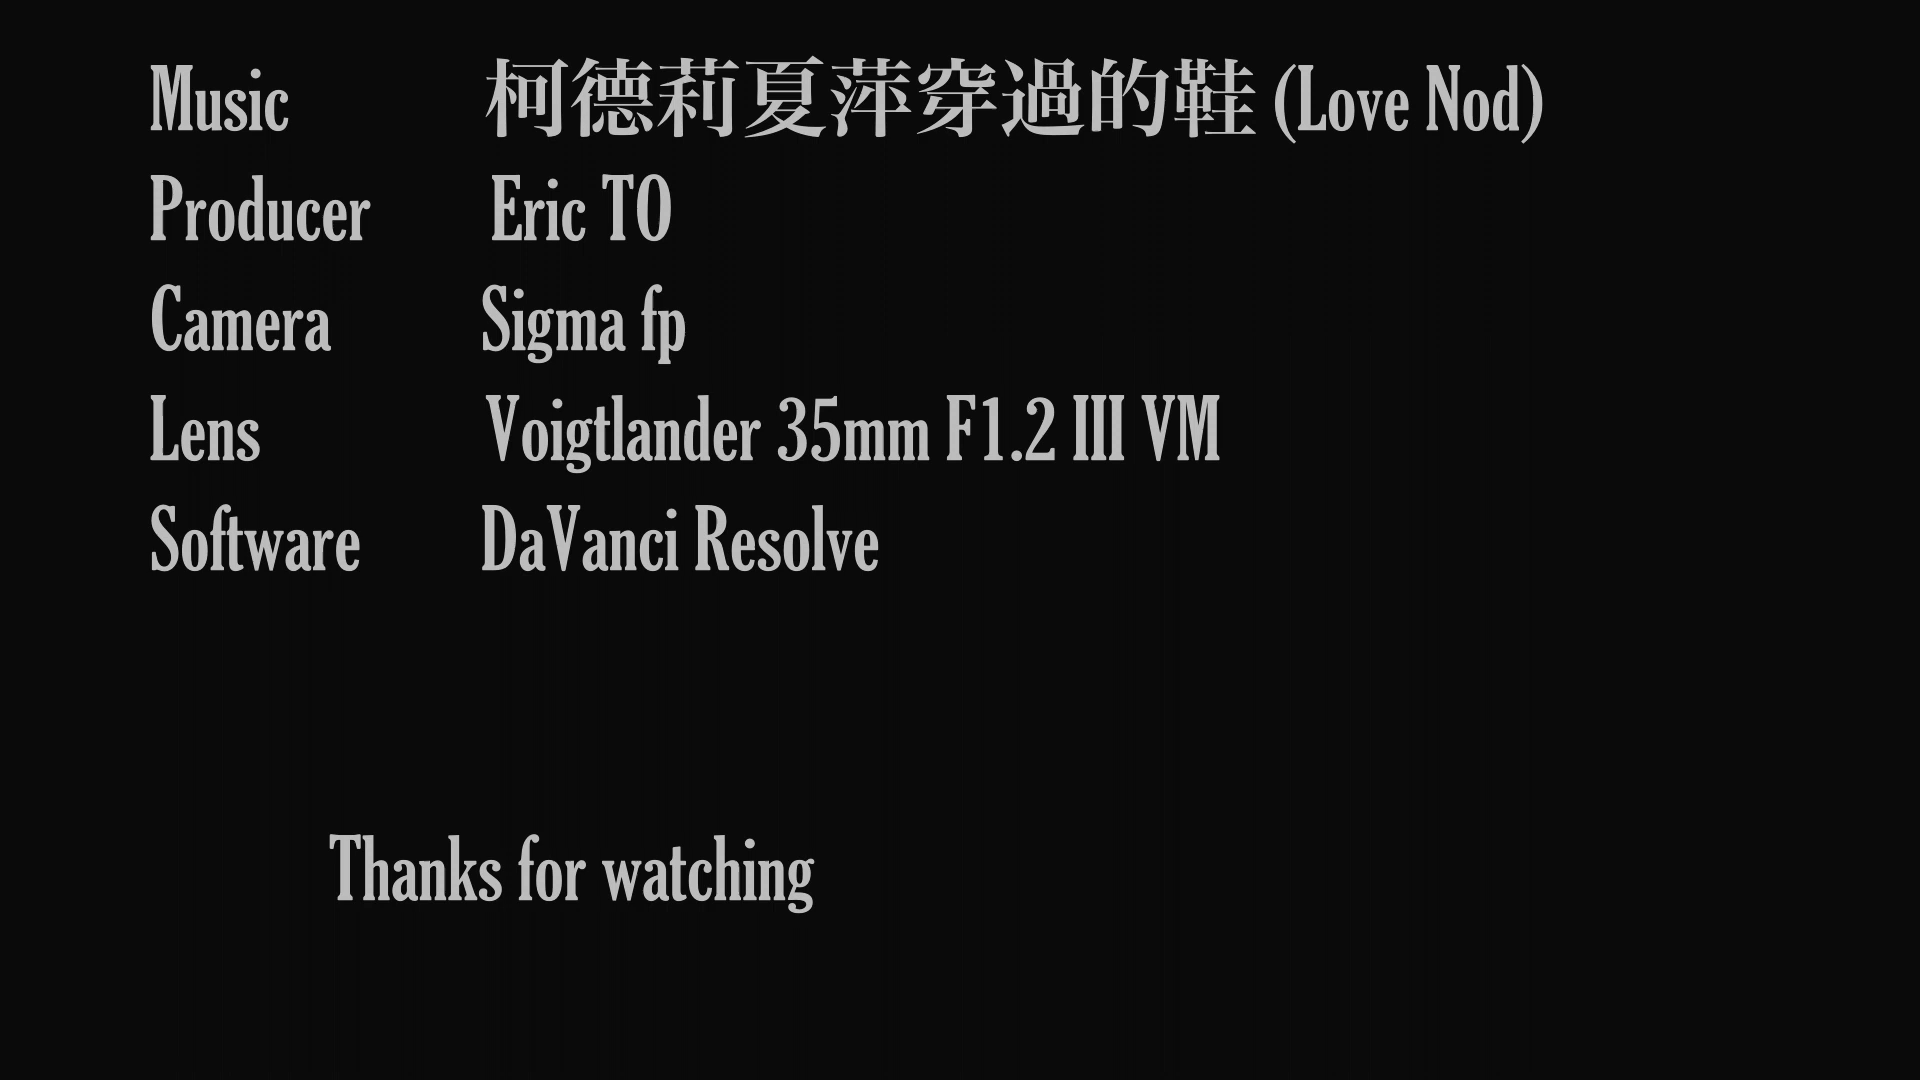 Music 柯德莉夏萍穿過的鞋 (Love Nod)
Producer Eric TO
Camera Sigma fp
Lens Voigtlander 35mm F1.2 III VM
Software DaVanci Resolve
Thanks for watching